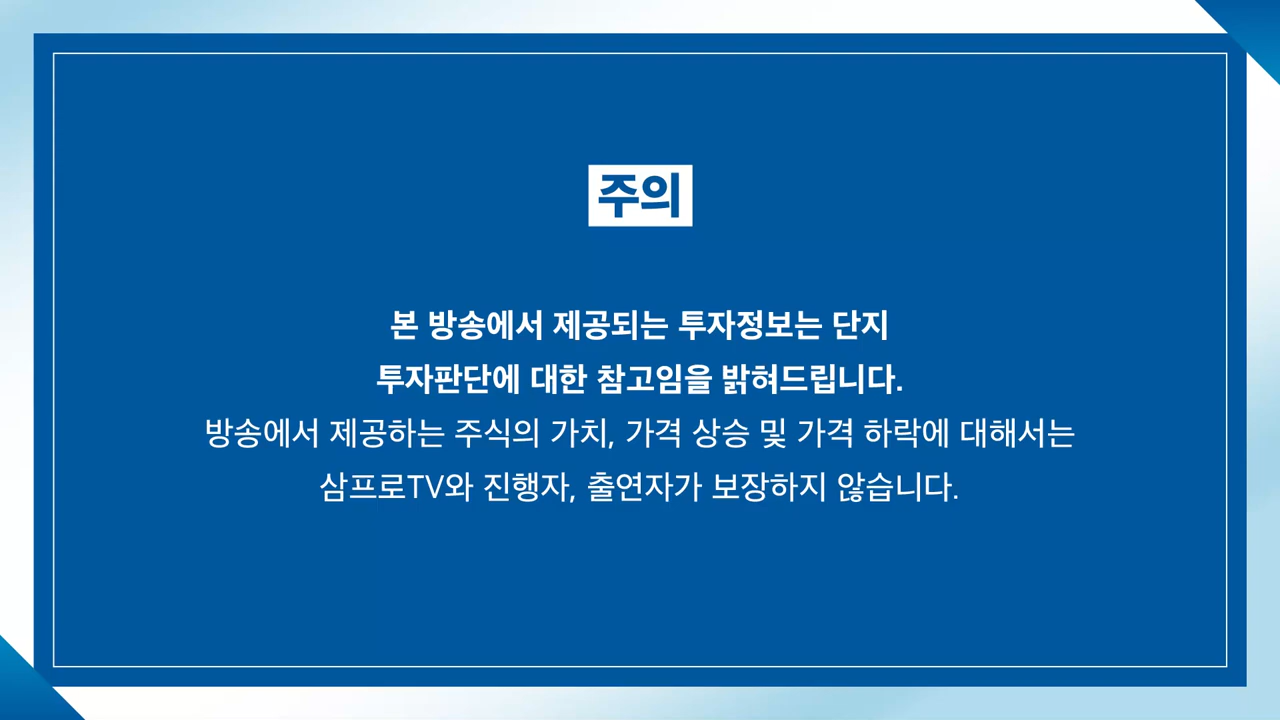 주의
본 방송에서 제공되는 투자정보는 단지
투자판단에 대한 참고임을 밝혀드립니다.
방송에서 제공하는 주식의 가치, 가격 상승 및 가격 하락에 대해서는
삼프로TV와 진행자, 출연자가 보장하지 않습니다.